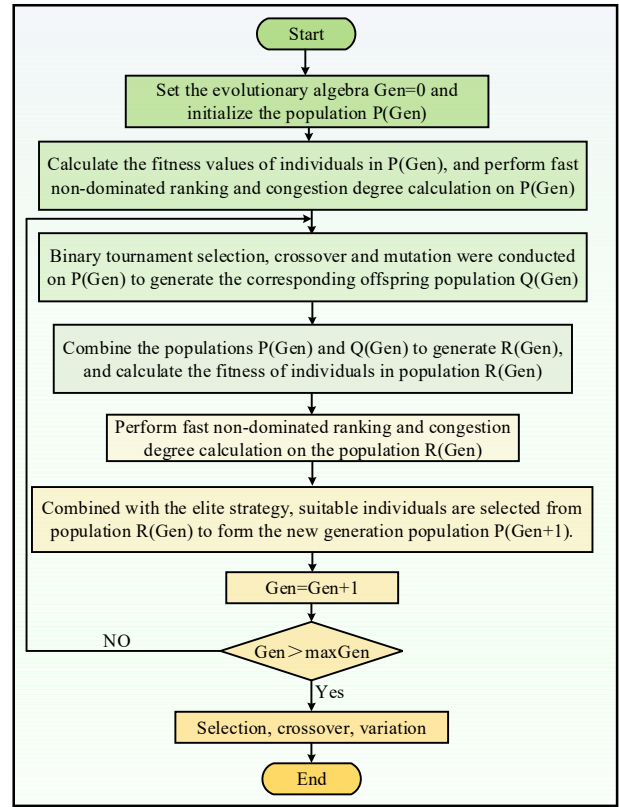 Start
Set the evolutionary algebra Gen=0 and
initialize the population P(Gen)
Calculate the fitness values of individuals in P(Gen), and perform fast
non-dominated ranking and congestion degree calculation on P(Gen)
Binary tournament selection, crossover and mutation were conducted
on P(Gen) to generate the corresponding offspring population Q(Gen)
Combine the populations P(Gen) and Q(Gen) to generate R(Gen),
and calculate the fitness of individuals in population R(Gen)
Perform fast non-dominated ranking and congestion
degree calculation on the population R(Gen)
Combined with the elite strategy, suitable individuals are selected from
population R(Gen) to form the new generation population P(Gen+1).
Gen=Gen+1
NO
Gen＞maxGen
Yes
Selection, crossover, variation
End